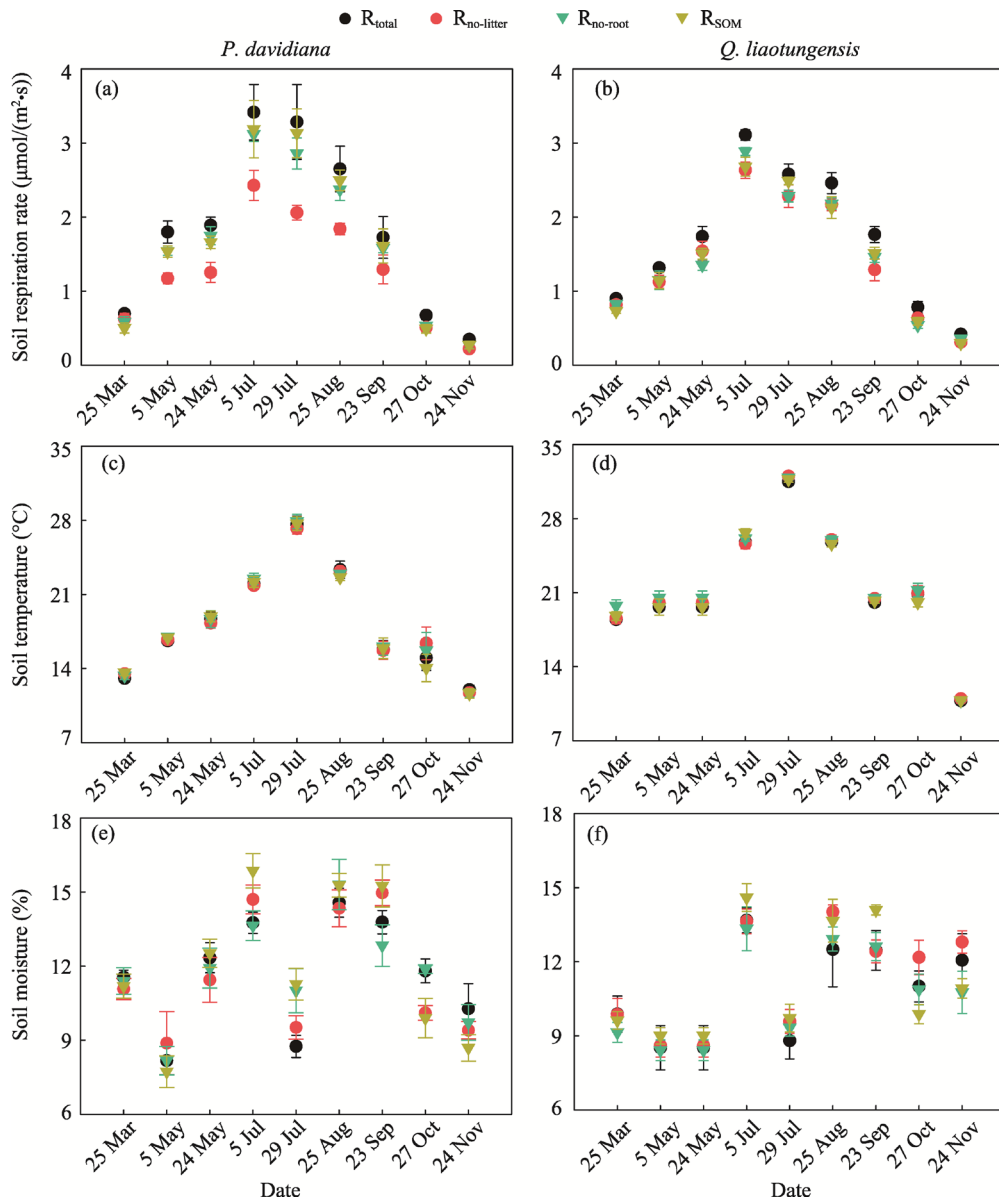 R_total R_no-litter R_no-root R_SOM
P. davidiana Q. liaotungensis
Soil respiration rate (μmol/(m²•s))
(a)
4
3
2
1
0
25 Mar 5 May 24 May 5 Jul 29 Jul 25 Aug 23 Sep 27 Oct 24 Nov
(b)
4
3
2
1
0
25 Mar 5 May 24 May 5 Jul 29 Jul 25 Aug 23 Sep 27 Oct 24 Nov
Soil temperature (°C)
(c)
35
28
21
14
7
25 Mar 5 May 24 May 5 Jul 29 Jul 25 Aug 23 Sep 27 Oct 24 Nov
(d)
35
28
21
14
7
25 Mar 5 May 24 May 5 Jul 29 Jul 25 Aug 23 Sep 27 Oct 24 Nov
Soil moisture (%)
(e)
18
15
12
9
6
25 Mar 5 May 24 May 5 Jul 29 Jul 25 Aug 23 Sep 27 Oct 24 Nov
Date
(f)
18
15
12
9
6
25 Mar 5 May 24 May 5 Jul 29 Jul 25 Aug 23 Sep 27 Oct 24 Nov
Date